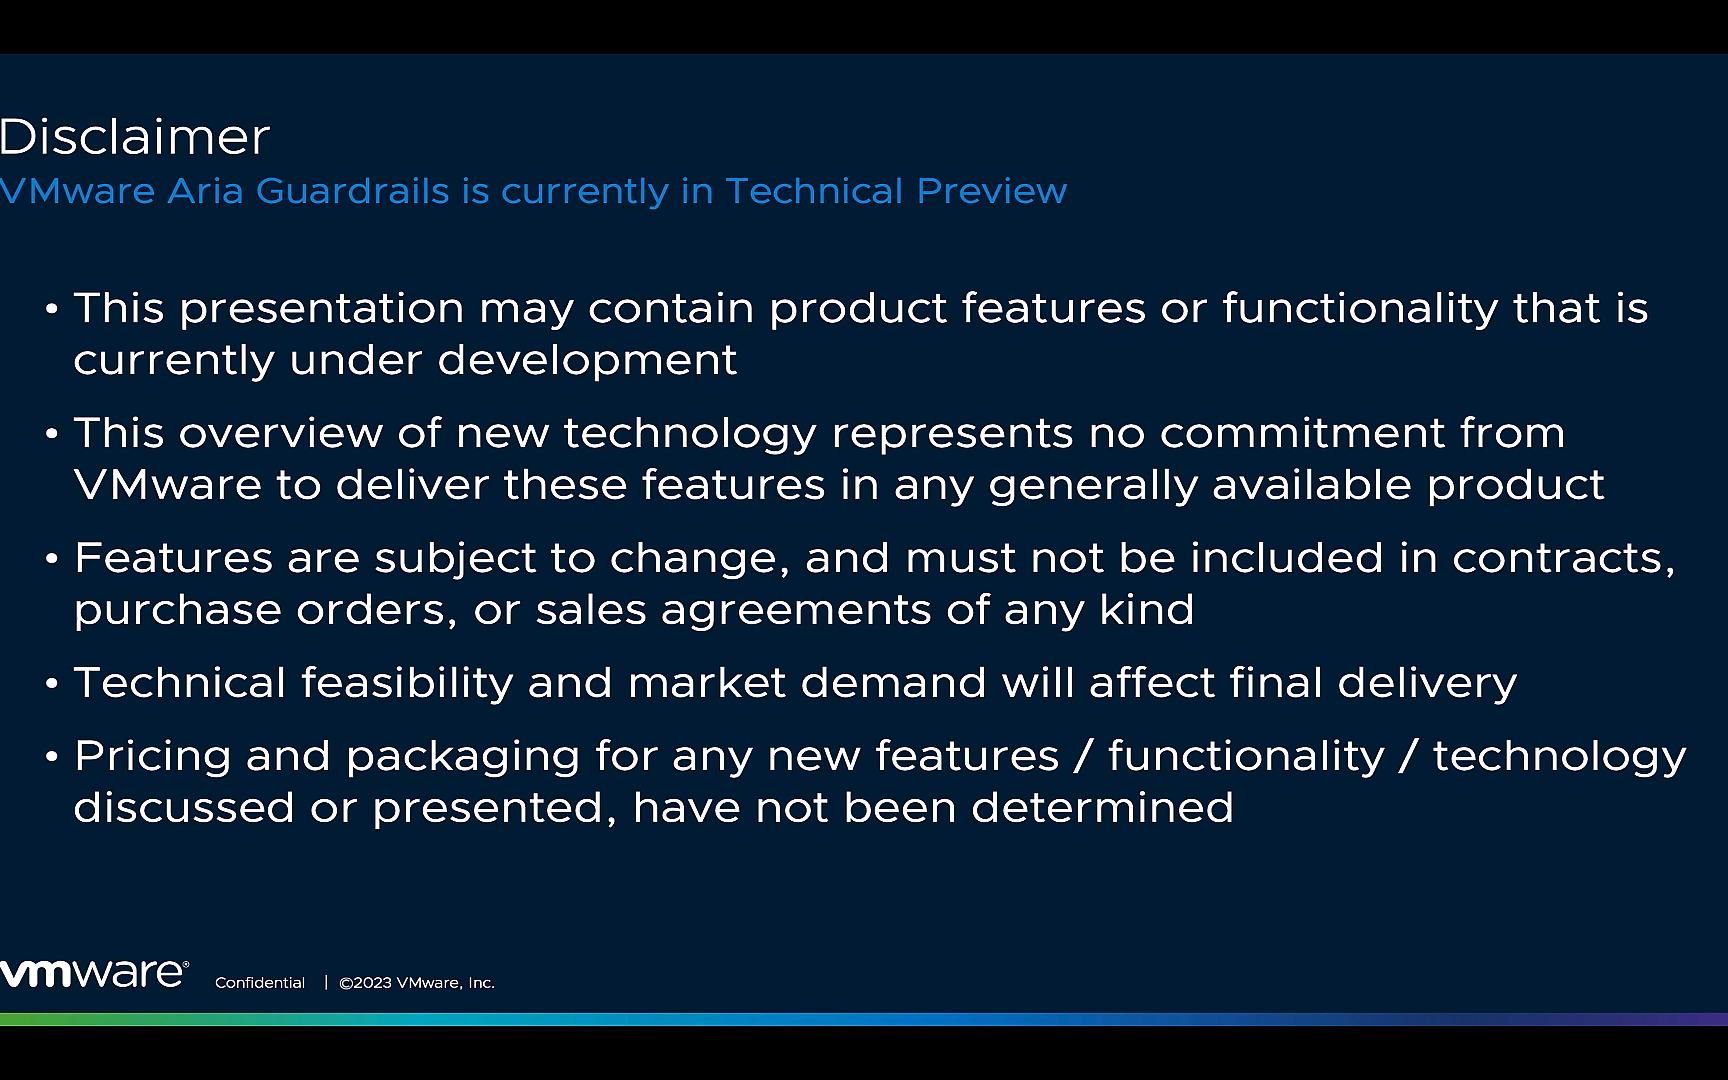 Disclaimer
VMware Aria Guardrails is currently in Technical Preview
• This presentation may contain product features or functionality that is
currently under development
• This overview of new technology represents no commitment from
VMware to deliver these features in any generally available product
• Features are subject to change, and must not be included in contracts,
purchase orders, or sales agreements of any kind
• Technical feasibility and market demand will affect final delivery
• Pricing and packaging for any new features / functionality / technology
discussed or presented, have not been determined
vmware® Confidential | ©2023 VMware, Inc.